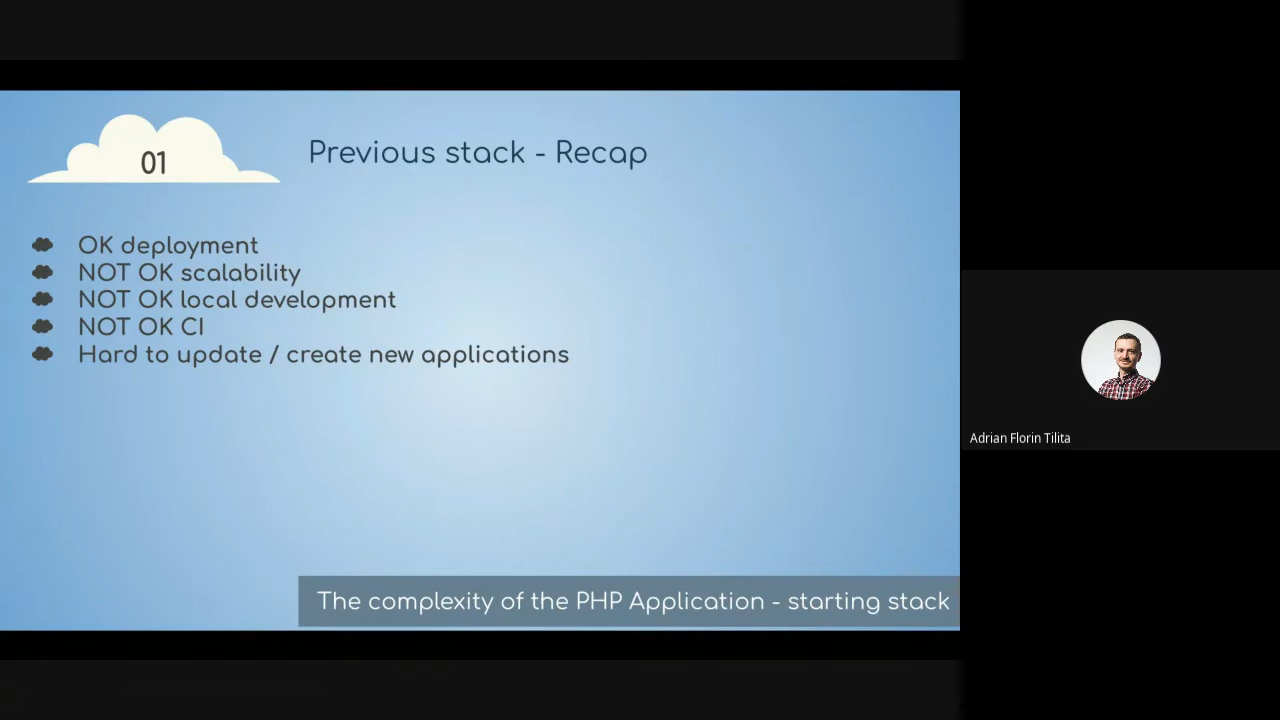 01
Previous stack - Recap
OK deployment
NOT OK scalability
NOT OK local development
NOT OK CI
Hard to update / create new applications
The complexity of the PHP Application - starting stack
Adrian Florin Tilita